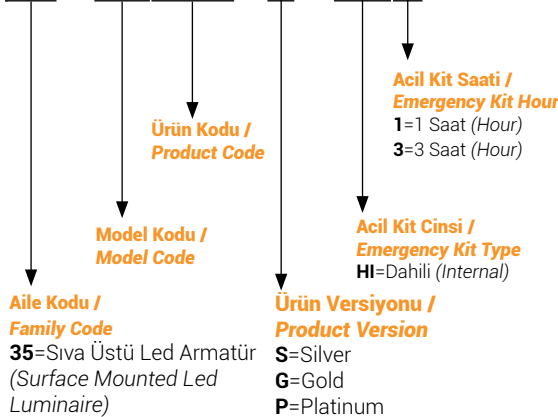 Acil Kit Saati /
Emergency Kit Hour
1=1 Saat (Hour)
3=3 Saat (Hour)
Ürün Kodu /
Product Code
Acil Kit Cinsi /
Emergency Kit Type
HI=Dahili (Internal)
Model Kodu /
Model Code
Aile Kodu /
Family Code
35=Sıva Üstü Led Armatür
(Surface Mounted Led
Luminaire)
Ürün Versiyonu /
Product Version
S=Silver
G=Gold
P=Platinum